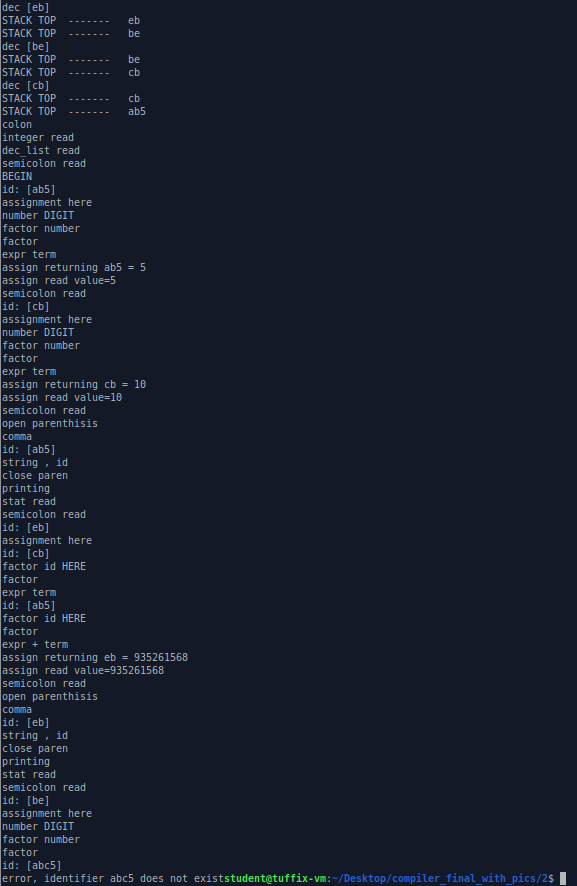 dec [eb]
STACK TOP  -------   eb
STACK TOP  -------   be
dec [be]
STACK TOP  -------   be
STACK TOP  -------   cb
dec [cb]
STACK TOP  -------   cb
STACK TOP  -------   ab5
colon
integer read
dec_list read
semicolon read
BEGIN
id: [ab5]
assignment here
number DIGIT
factor number
factor
expr term
assign returning ab5 = 5
assign read value=5
semicolon read
id: [cb]
assignment here
number DIGIT
factor number
factor
expr term
assign returning cb = 10
assign read value=10
semicolon read
open parenthisis
comma
id: [ab5]
string , id
close paren
printing
stat read
semicolon read
id: [eb]
assignment here
id: [cb]
factor id HERE
factor
expr term
id: [ab5]
factor id HERE
factor
expr + term
assign returning eb = 935261568
assign read value=935261568
semicolon read
open parenthisis
comma
id: [eb]
string , id
close paren
printing
stat read
semicolon read
id: [be]
assignment here
number DIGIT
factor number
factor
id: [abc5]
error, identifier abc5 does not existstudent@tuffix-vm:~/Desktop/compiler_final_with_pics/2$